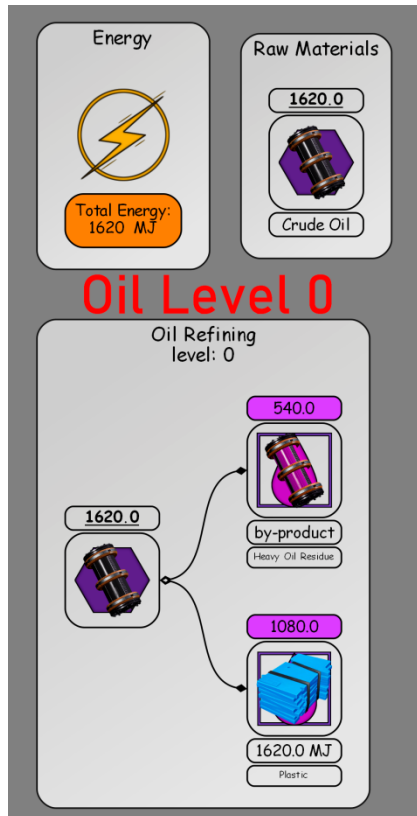 Energy
Total Energy:
1620 MJ
Raw Materials
1620.0
Crude Oil
Oil Level 0
Oil Refining
level: 0
540.0
by-product
Heavy Oil Residue
1620.0
1080.0
1620.0 MJ
Plastic